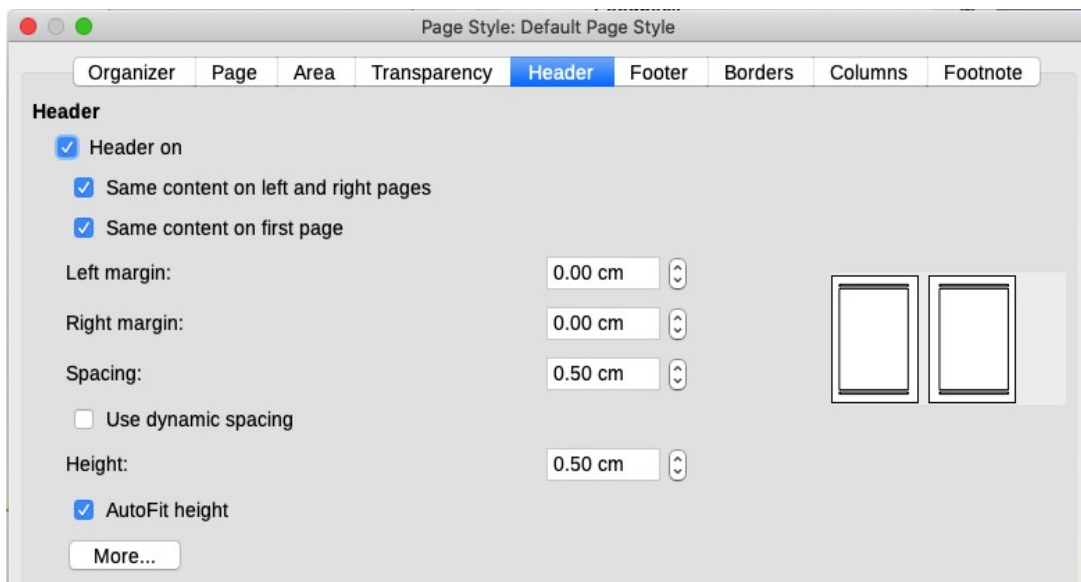 Page Style: Default Page Style
Organizer Page Area Transparency Header Footer Borders Columns Footnote
Header
Header on
Same content on left and right pages
Same content on first page
Left margin: 0.00 cm
Right margin: 0.00 cm
Spacing: 0.50 cm
Use dynamic spacing
Height: 0.50 cm
AutoFit height
More...